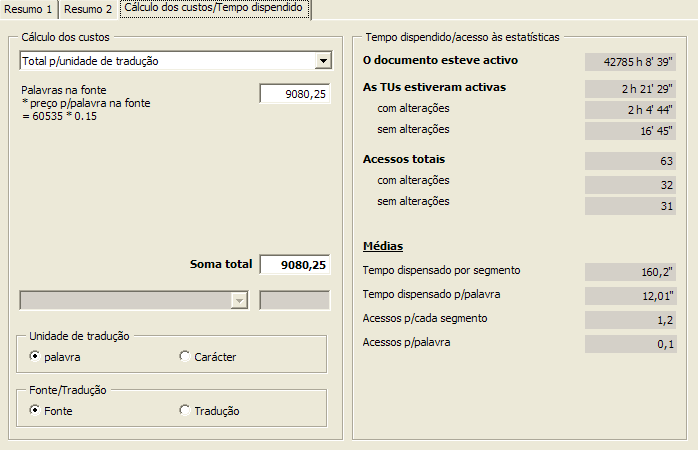 Resumo 1 Resumo 2 Cálculo dos custos/Tempo dispendido
Cálculo dos custos
Total p/unidade de tradução
Palavras na fonte 9080,25
* preço p/palavra na fonte
= 60535 * 0.15
Soma total 9080,25
Unidade de tradução
palavra Carácter
Fonte/Tradução
Fonte Tradução
Tempo dispendido/acesso às estatísticas
O documento esteve activo 42785 h 8' 39"
As TUs estiveram activas 2 h 21' 29"
com alterações 2 h 4' 44"
sem alterações 16' 45"
Acessos totais 63
com alterações 32
sem alterações 31
Médias
Tempo dispensado por segmento 160,2"
Tempo dispensado p/palavra 12,01"
Acessos p/cada segmento 1,2
Acessos p/palavra 0,1